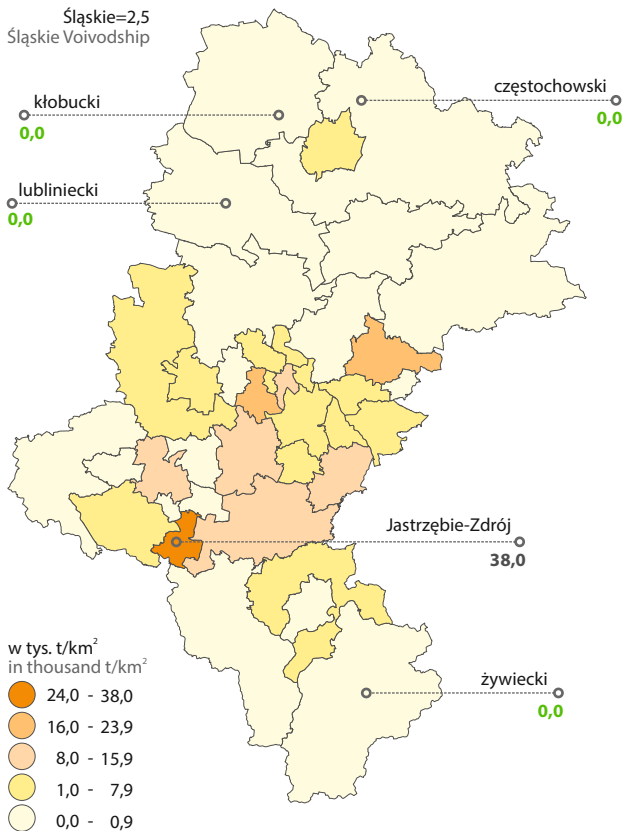 Śląskie=2,5
Śląskie Voivodship
częstochowski
0,0
kłobucki
0,0
lubliniecki
0,0
Jastrzębie-Zdrój
38,0
żywiecki
0,0
w tys. t/km²
in thousand t/km²
24,0 - 38,0
16,0 - 23,9
8,0 - 15,9
1,0 - 7,9
0,0 - 0,9